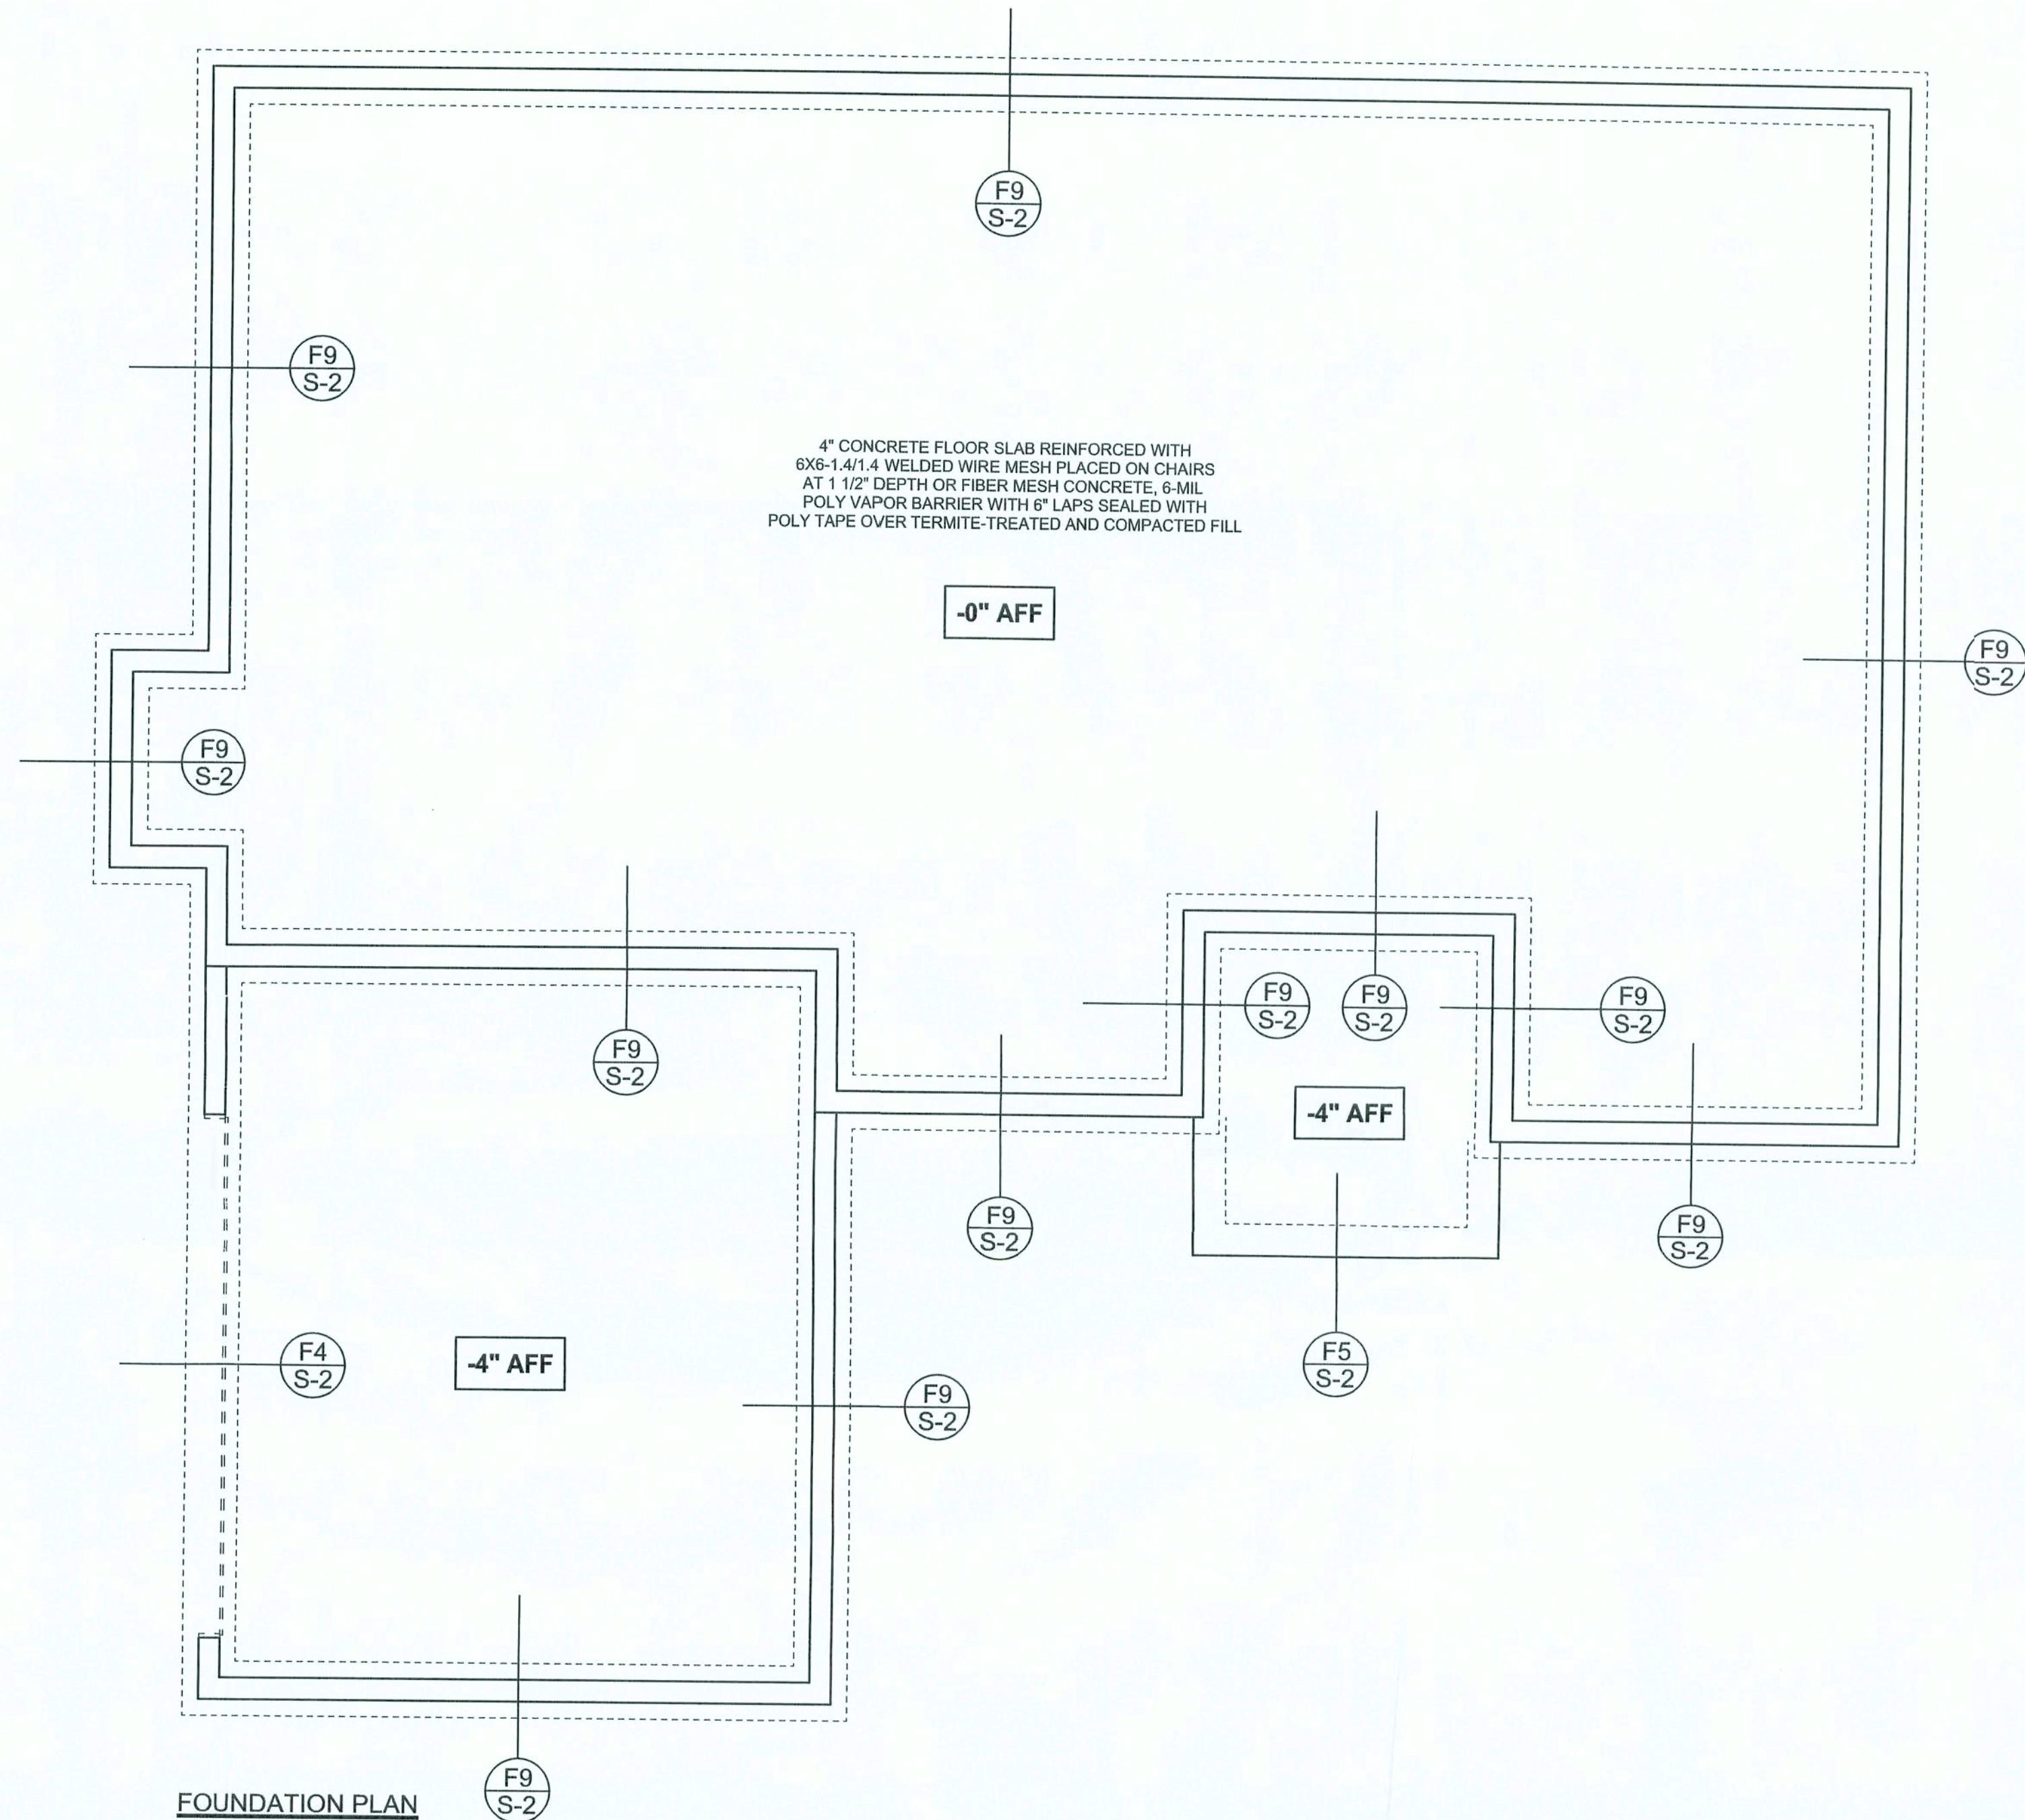 F9
S-2
F9
S-2
4" CONCRETE FLOOR SLAB REINFORCED WITH
6X6-1.4/1.4 WELDED WIRE MESH PLACED ON CHAIRS
AT 1 1/2" DEPTH OR FIBER MESH CONCRETE, 6-MIL
POLY VAPOR BARRIER WITH 6" LAPS SEALED WITH
POLY TAPE OVER TERMITE-TREATED AND COMPACTED FILL
-0" AFF
F9
S-2
F9
S-2
F9
S-2
F9
S-2
F9
S-2
F9
S-2
-4" AFF
F9
S-2
F9
S-2
F4
S-2
-4" AFF
F5
S-2
F9
S-2
F9
S-2
FOUNDATION PLAN